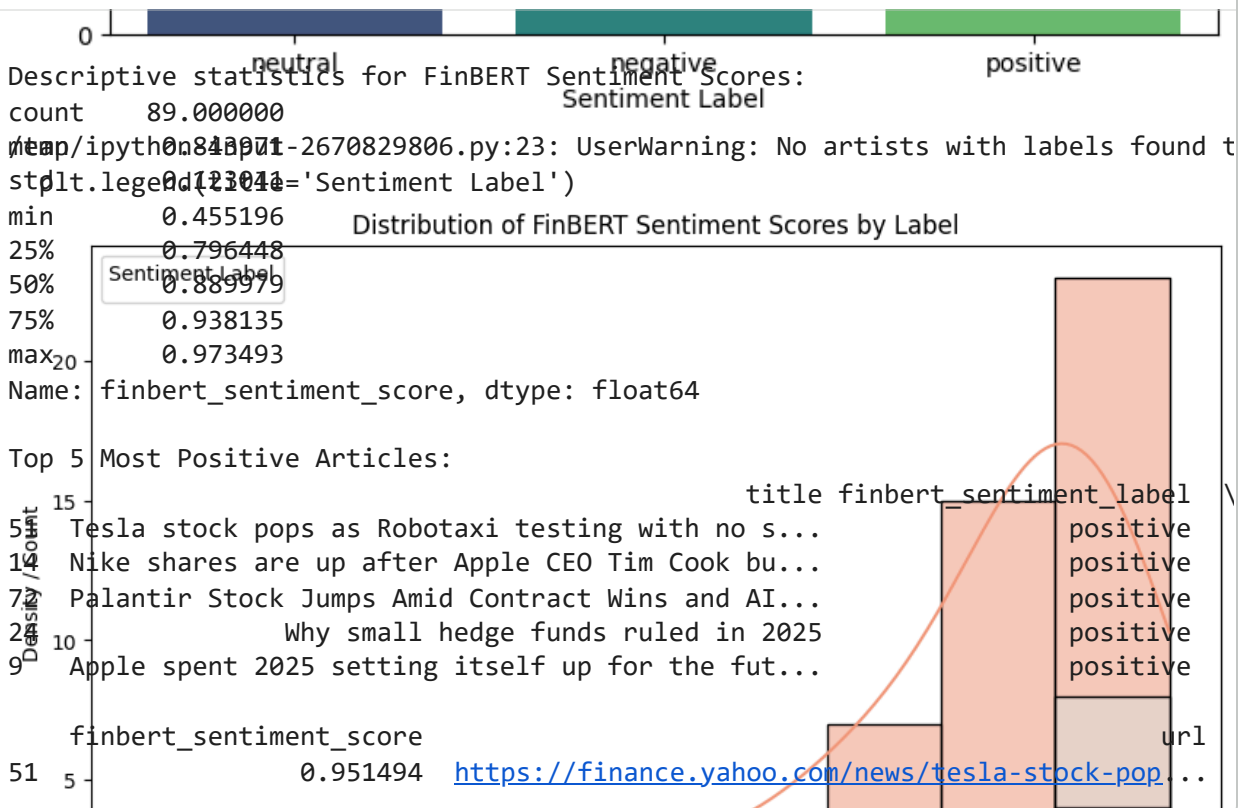 0
neutral negative positive
Descriptive statistics for FinBERT Sentiment Scores:
Sentiment Label
count 89.000000
mean 0.843971
/tmp/ipython-input-2670829806.py:23: UserWarning: No artists with labels found t
std 0.123041
plt.legend(title='Sentiment Label')
min 0.455196
Distribution of FinBERT Sentiment Scores by Label
25% 0.796448
Sentiment Label
50% 0.889979
75% 0.938135
max 0.973493
20
Name: finbert_sentiment_score, dtype: float64
Top 5 Most Positive Articles:
title finbert_sentiment_label \
15
51 Tesla stock pops as Robotaxi testing with no s... positive
14 Nike shares are up after Apple CEO Tim Cook bu... positive
72 Palantir Stock Jumps Amid Contract Wins and AI... positive
Density / Count
24 Why small hedge funds ruled in 2025 positive
10
9 Apple spent 2025 setting itself up for the fut... positive
finbert_sentiment_score url
51 0.951494 https://finance.yahoo.com/news/tesla-stock-pop...
5